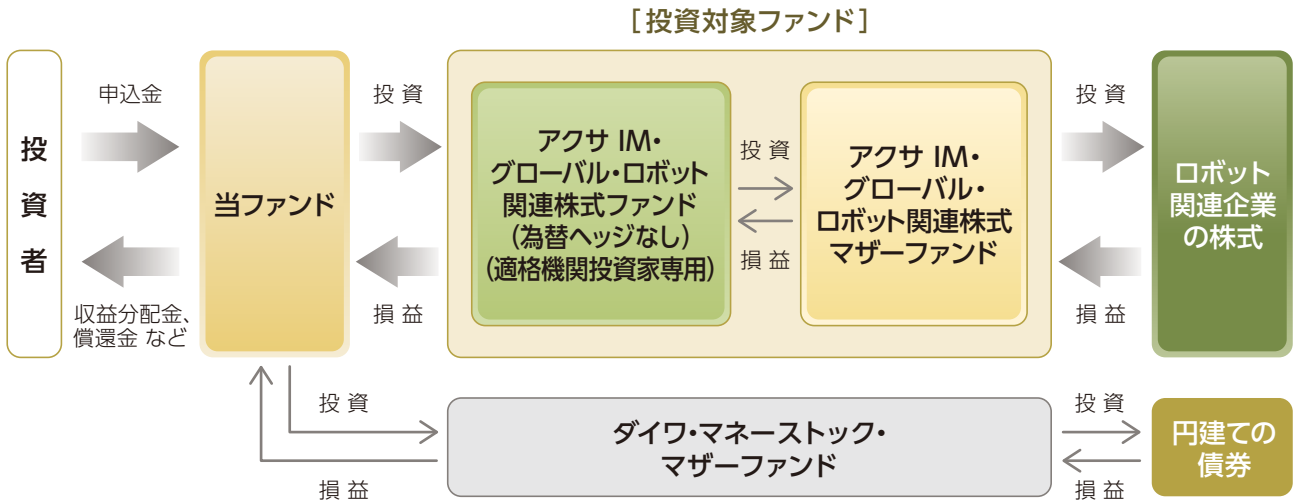 [投資対象ファンド]
投資者
申込金
収益分配金、
償還金 など
当ファンド
投 資
損 益
アクサ IM・
グローバル・ロボット
関連株式ファンド
(為替ヘッジなし)
(適格機関投資家専用)
投 資
損 益
アクサ IM・
グローバル・
ロボット関連株式
マザーファンド
投 資
損 益
ロボット
関連企業
の株式
投 資
損 益
ダイワ・マネーストック・
マザーファンド
投 資
損 益
円建ての
債券